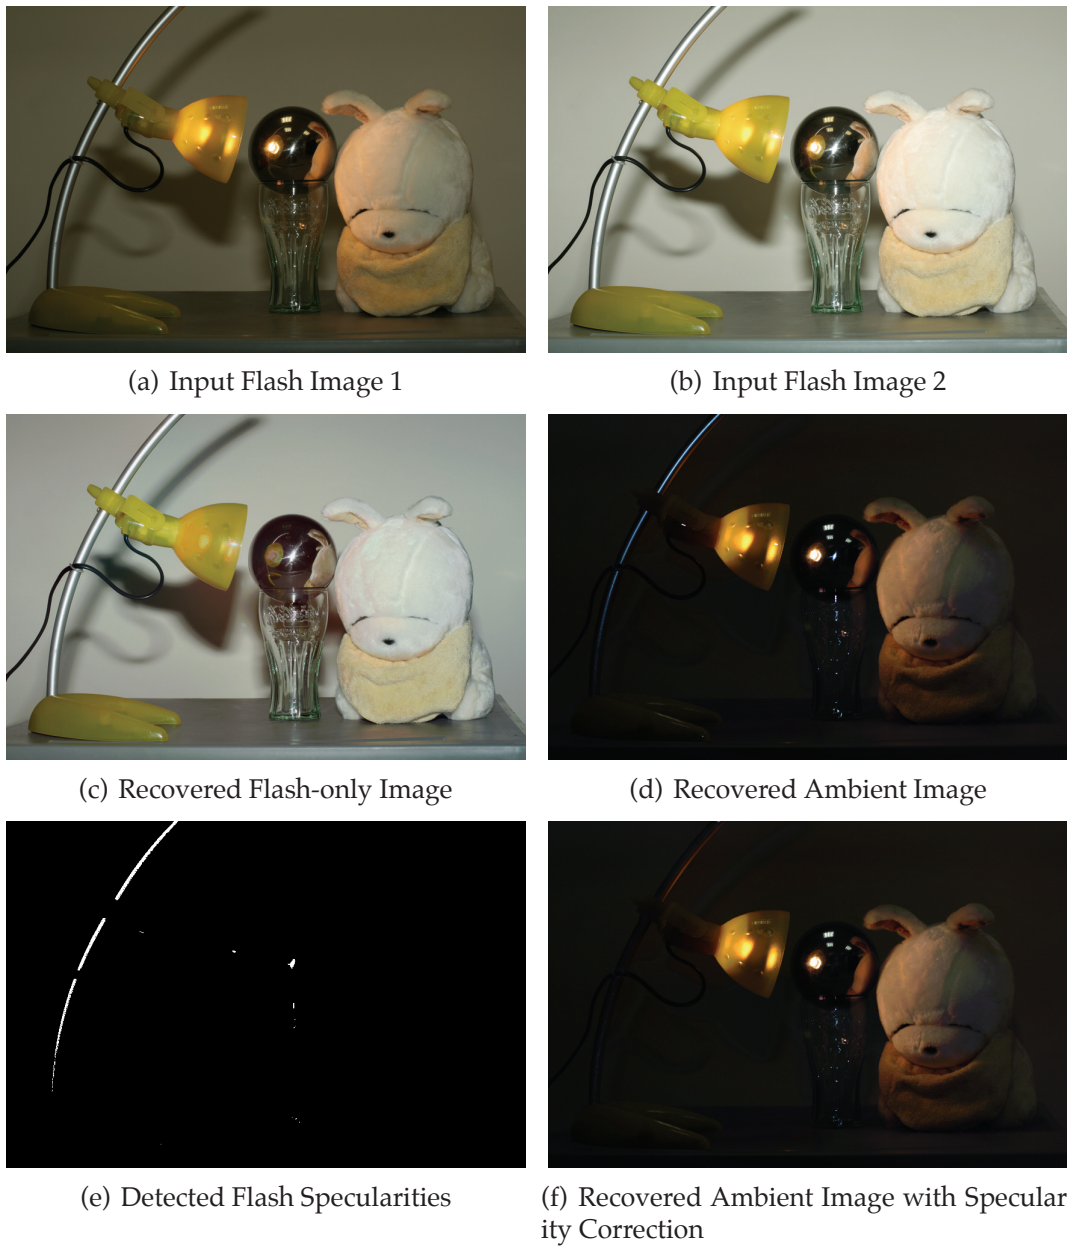 (a) Input Flash Image 1
(b) Input Flash Image 2
(c) Recovered Flash-only Image
(d) Recovered Ambient Image
(e) Detected Flash Specularities
(f) Recovered Ambient Image with Specular
ity Correction